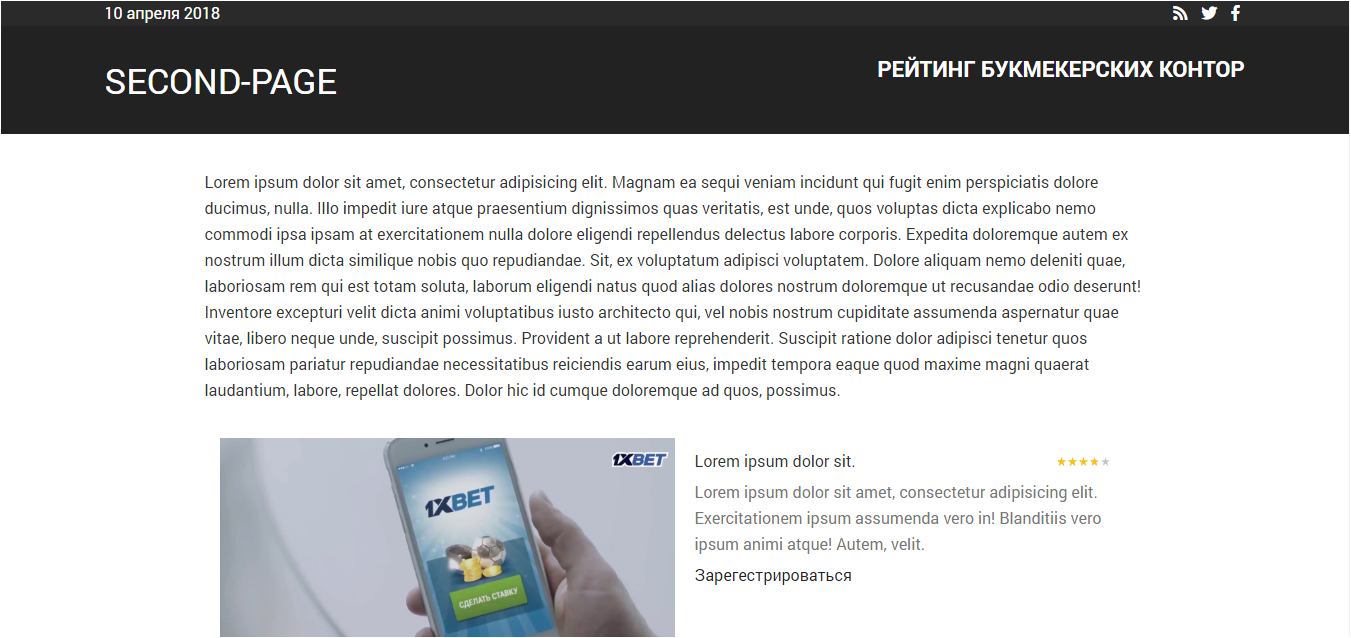 10 апреля 2018
SECOND-PAGE
РЕЙТИНГ БУКМЕКЕРСКИХ КОНТОР
Lorem ipsum dolor sit amet, consectetur adipisicing elit. Magnam ea sequi veniam incidunt qui fugit enim perspiciatis dolore
ducimus, nulla. Illo impedit iure atque praesentium dignissimos quas veritatis, est unde, quos voluptas dicta explicabo nemo
commodi ipsa ipsam at exercitationem nulla dolore eligendi repellendus delectus labore corporis. Expedita doloremque autem ex
nostrum illum dicta similique nobis quo repudiandae. Sit, ex voluptatum adipisci voluptatem. Dolore aliquam nemo deleniti quae,
laboriosam rem qui est totam soluta, laborum eligendi natus quod alias dolores nostrum doloremque ut recusandae odio deserunt!
Inventore excepturi velit dicta animi voluptatibus iusto architecto qui, vel nobis nostrum cupiditate assumenda aspernatur quae
vitae, libero neque unde, suscipit possimus. Provident a ut labore reprehenderit. Suscipit ratione dolor adipisci tenetur quos
laboriosam pariatur repudiandae necessitatibus reiciendis earum eius, impedit tempora eaque quod maxime magni quaerat
laudantium, labore, repellat dolores. Dolor hic id cumque doloremque ad quos, possimus.
1XBET
1XBET
СДЕЛАТЬ СТАВКУ
Lorem ipsum dolor sit.
Lorem ipsum dolor sit amet, consectetur adipisicing elit.
Exercitationem ipsum assumenda vero in! Blanditiis vero
ipsum animi atque! Autem, velit.
Зарегестрироваться